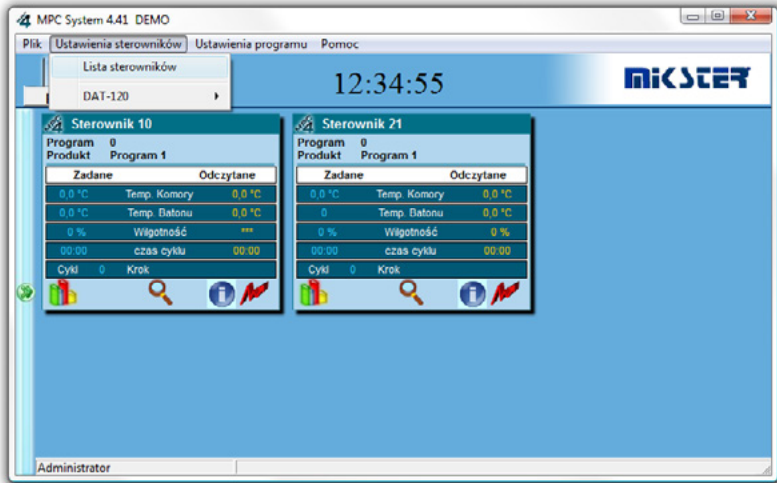 MPC System 4.41 DEMO
Plik Ustawienia sterowników Ustawienia programu Pomoc
Lista sterowników
DAT-120
12:34:55
MIKSTER
Sterownik 10
Program 0
Produkt Program 1
Zadane Odczytane
0,0 °C Temp. Komory 0,0 °C
0,0 °C Temp. Batonu 0,0 °C
0 % Wilgotność ***
00:00 czas cyklu 00:00
Cykl 0 Krok
Sterownik 21
Program 0
Produkt Program 1
Zadane Odczytane
0,0 °C Temp. Komory 0,0 °C
0 Temp. Batonu 0,0 °C
0 % Wilgotność 0 %
00:00 czas cyklu 00:00
Cykl 0 Krok
Administrator